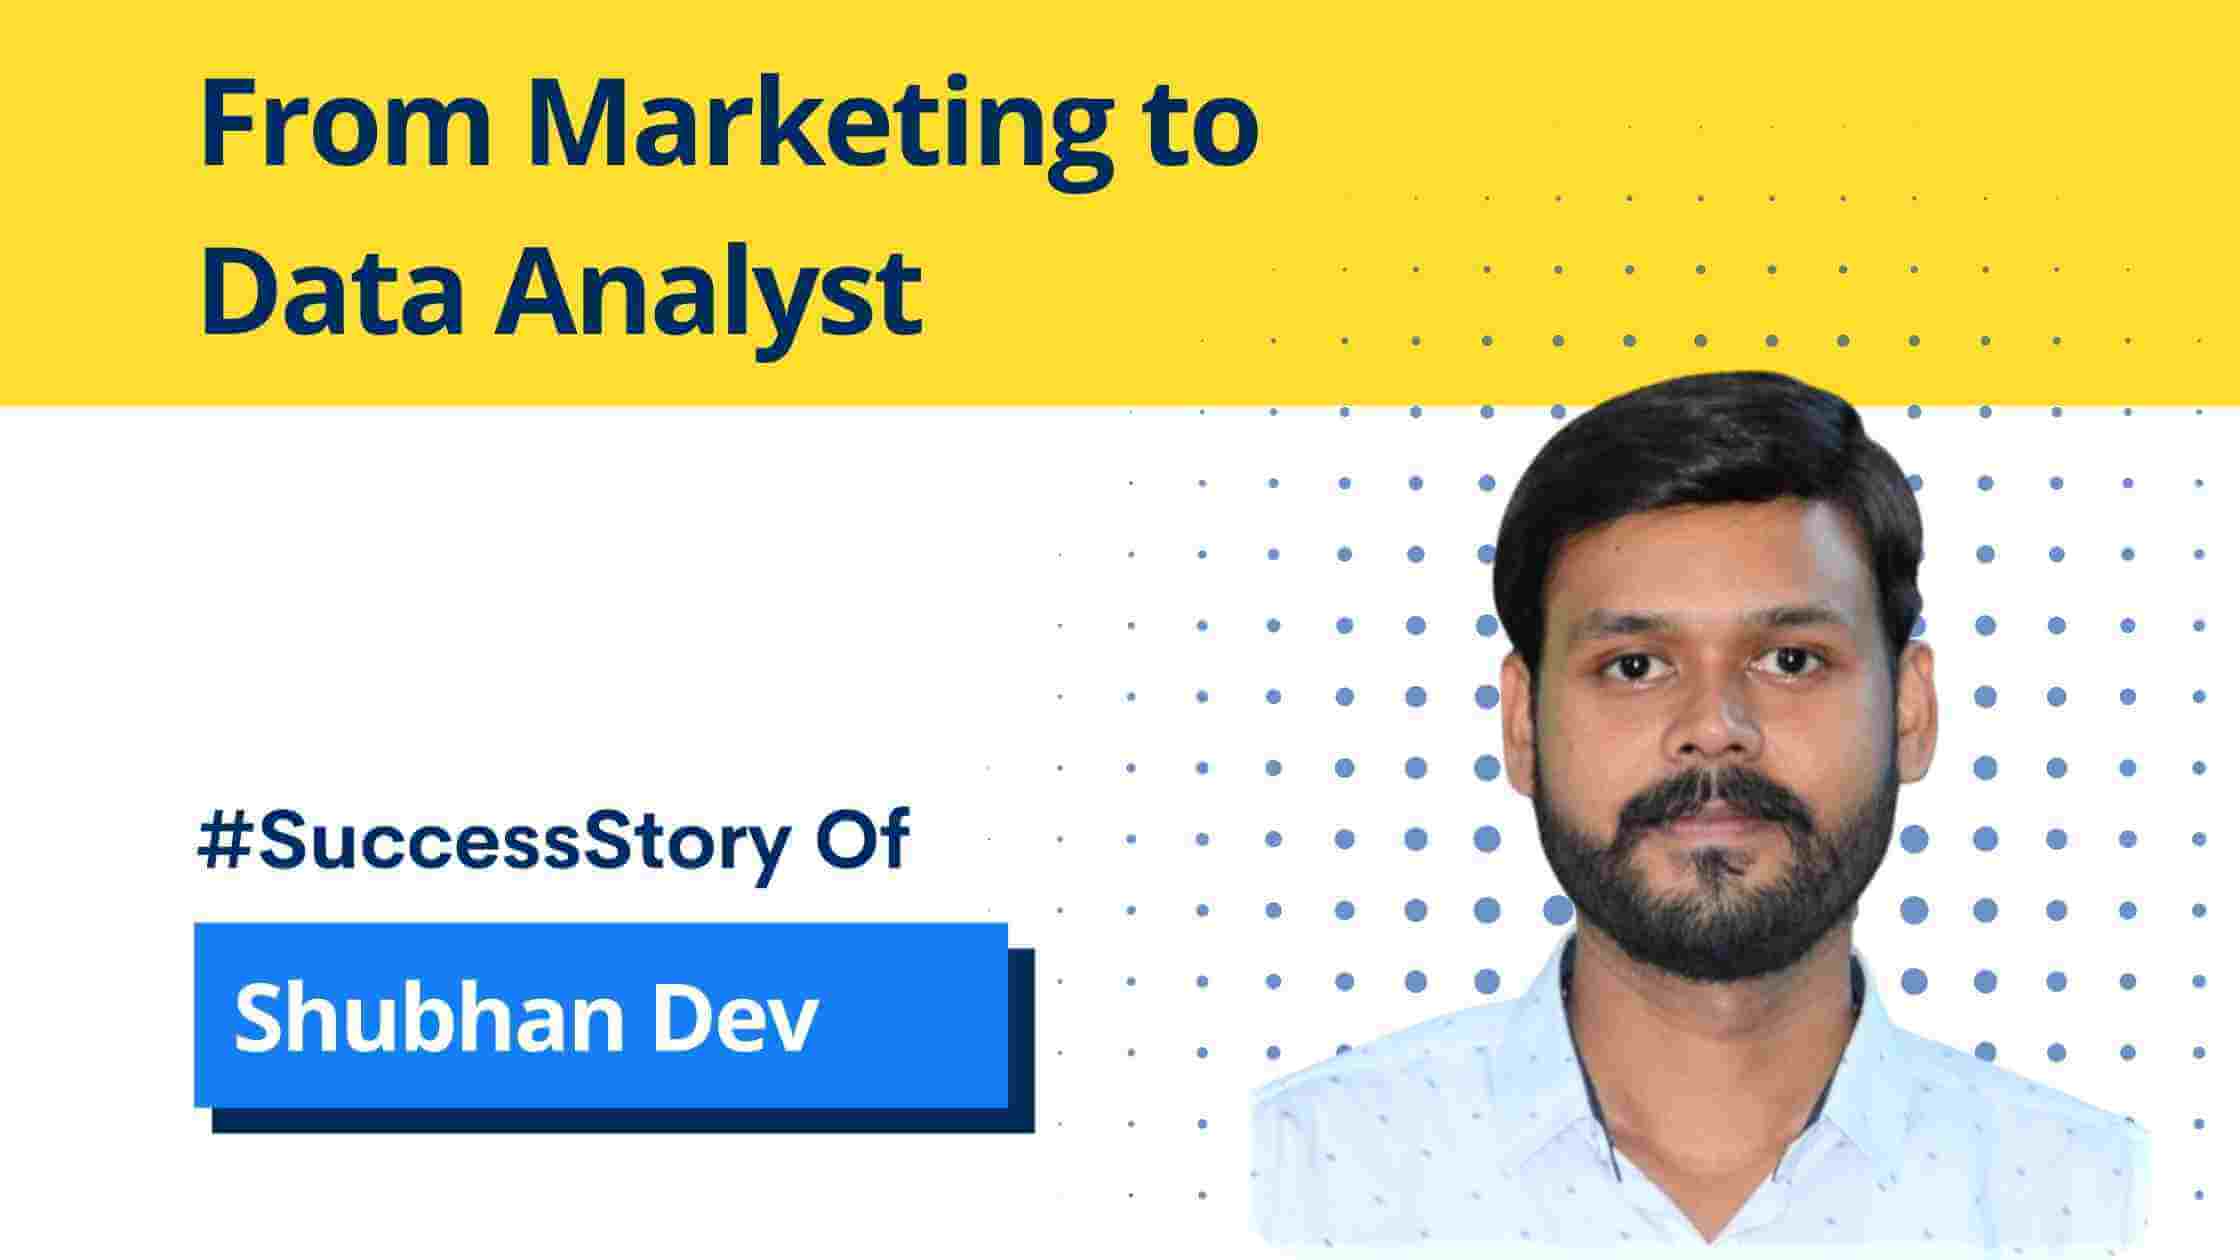 From Marketing to
Data Analyst
#SuccessStory Of
Shubhan Dev